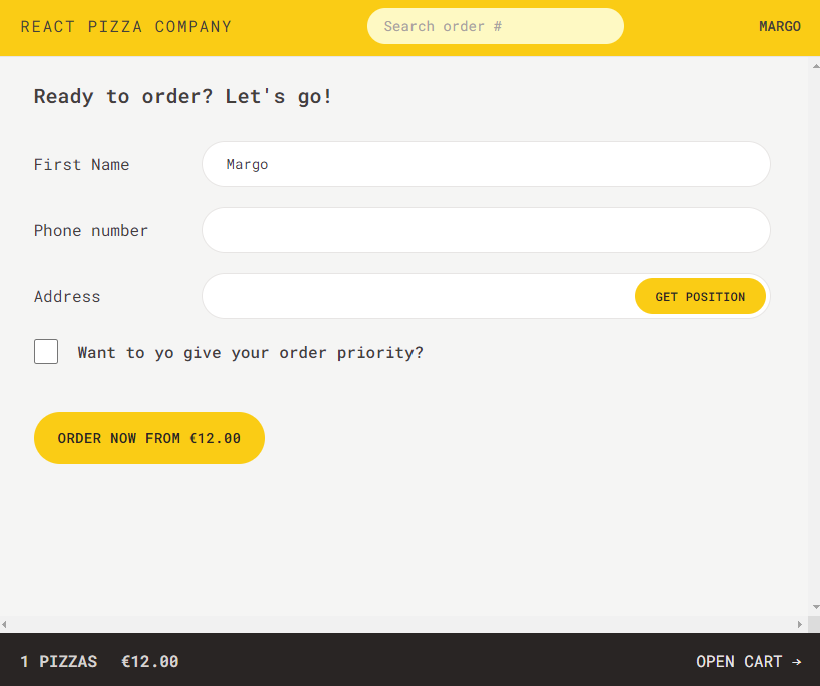 REACT PIZZA COMPANY
Search order #
MARGO
Ready to order? Let's go!
First Name
Margo
Phone number
Address
GET POSITION
Want to yo give your order priority?
ORDER NOW FROM €12.00
1 PIZZAS €12.00
OPEN CART →